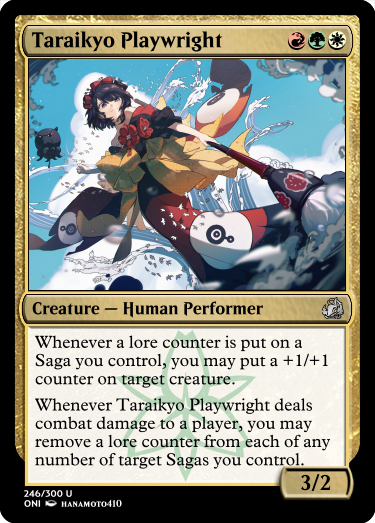 Taraikyo Playwright
Creature — Human Performer
Whenever a lore counter is put on a
Saga you control, you may put a +1/+1
counter on target creature.
Whenever Taraikyo Playwright deals
combat damage to a player, you may
remove a lore counter from each of any
number of target Sagas you control.
3/2
246/300 U
ONI HANAMOTO410